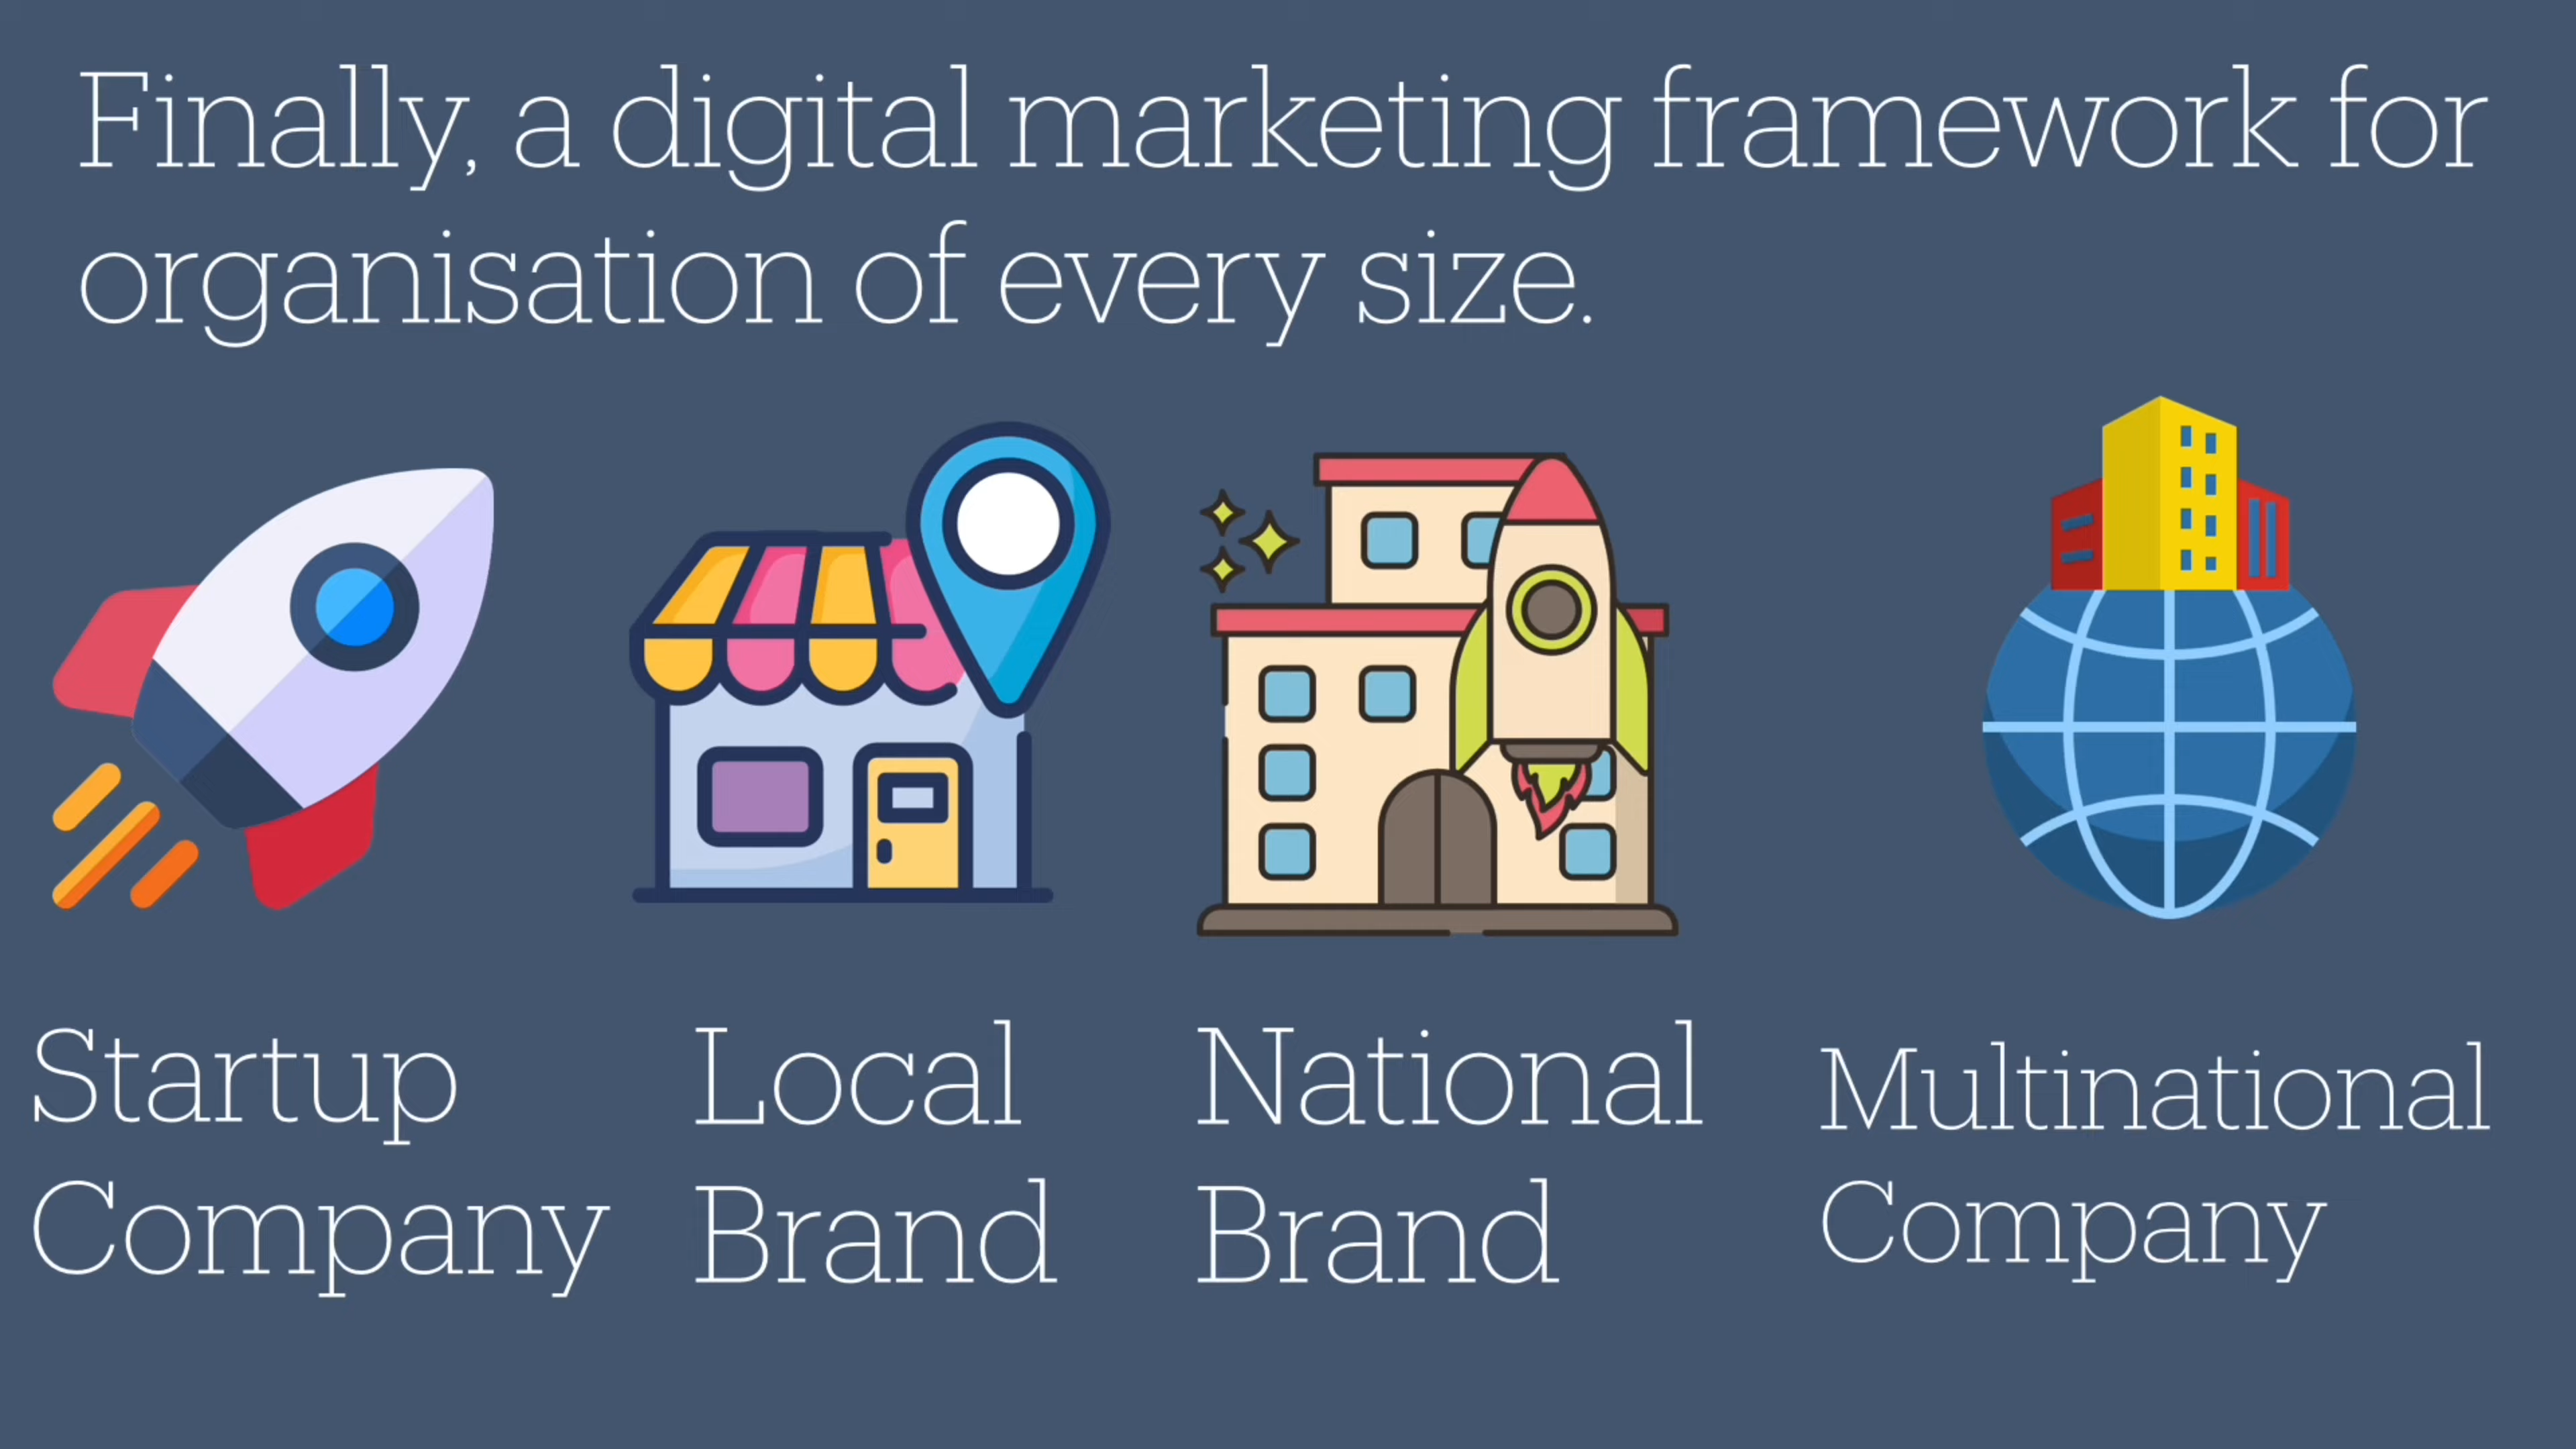 Finally, a digital marketing framework for
organisation of every size.
Startup
Company
Local
Brand
National
Brand
Multinational
Company